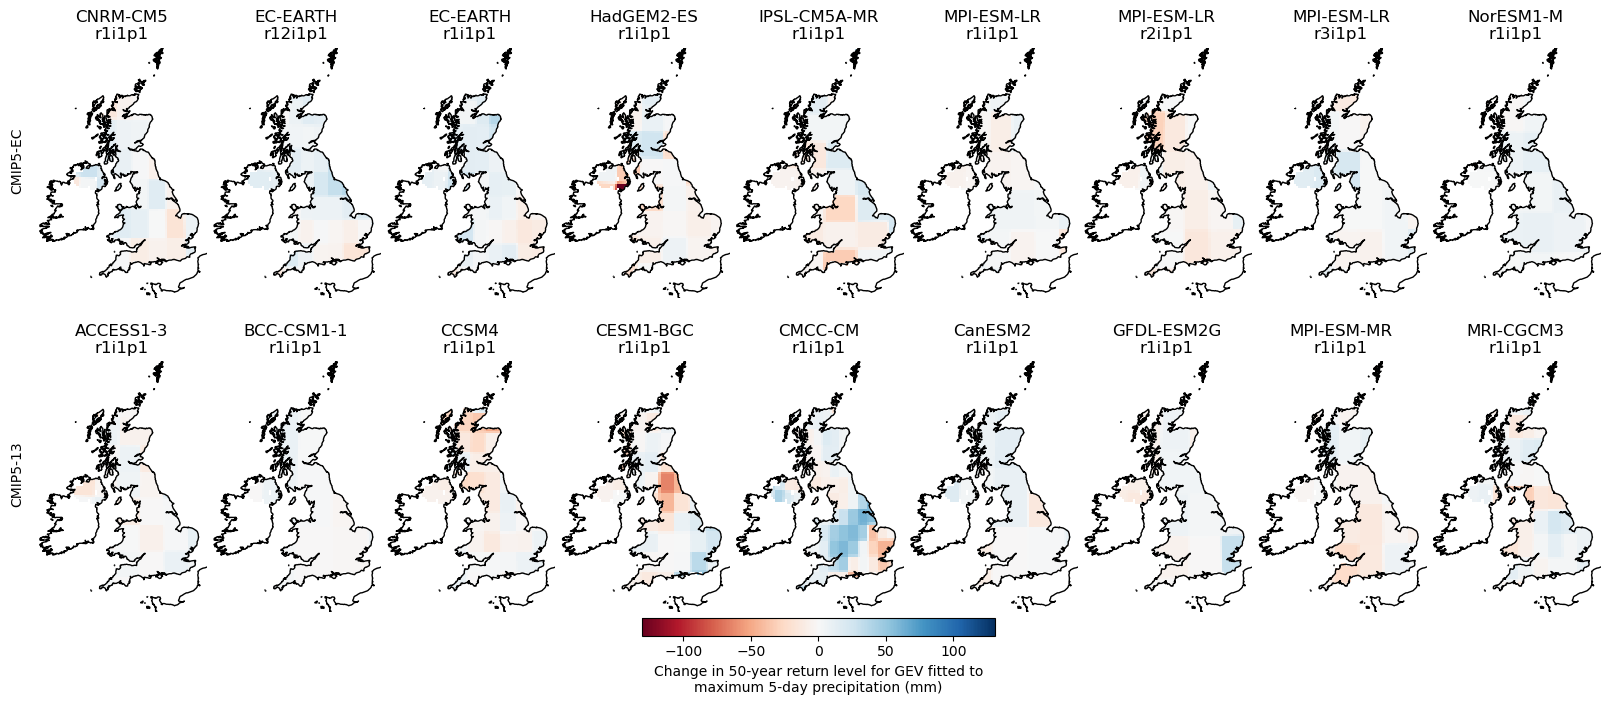 CNRM-CM5 EC-EARTH EC-EARTH HadGEM2-ES IPSL-CM5A-MR MPI-ESM-LR MPI-ESM-LR MPI-ESM-LR NorESM1-M
r1i1p1 r12i1p1 r1i1p1 r1i1p1 r1i1p1 r1i1p1 r2i1p1 r3i1p1 r1i1p1
CMIP5-EC
ACCESS1-3 BCC-CSM1-1 CCSM4 CESM1-BGC CMCC-CM CanESM2 GFDL-ESM2G MPI-ESM-MR MRI-CGCM3
r1i1p1 r1i1p1 r1i1p1 r1i1p1 r1i1p1 r1i1p1 r1i1p1 r1i1p1 r1i1p1
CMIP5-13
−100 −50 0 50 100
Change in 50-year return level for GEV fitted to
maximum 5-day precipitation (mm)